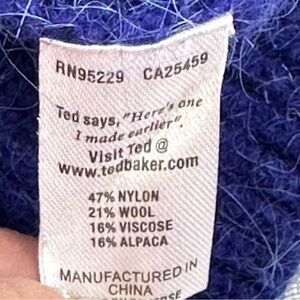 RN95229 CA25459
Ted says, "Here's one
I made earlier".
Visit Ted @
www.tedbaker.com
47% NYLON
21% WOOL
16% VISCOSE
16% ALPACA
MANUFACTURED IN
CHINA